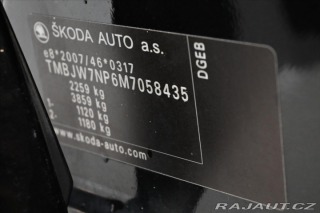 ŠKODA AUTO a.s.
e8*2007/46*0317
TMBJW7NP6M7058435
2259 kg
3859 kg
1- 1120 kg
2- 1180 kg
www.skoda-auto.com
DGEB
RAJAUT.CZ